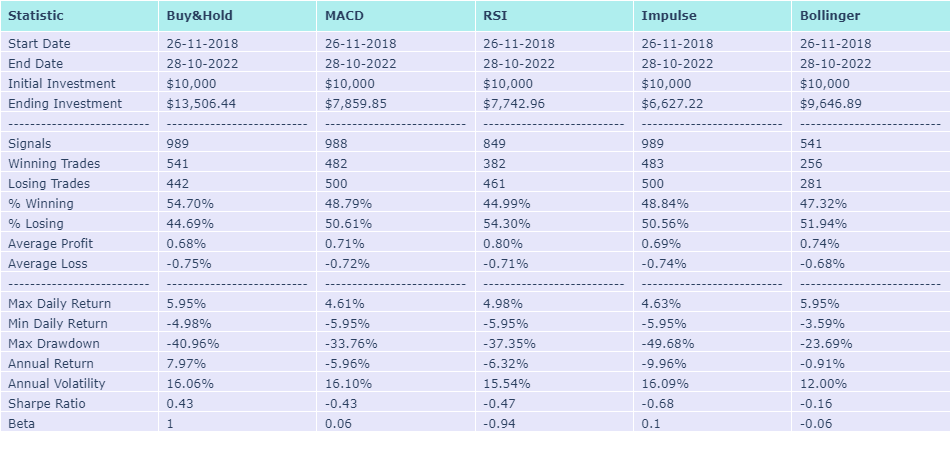 Statistic Buy&Hold MACD RSI Impulse Bollinger
Start Date 26-11-2018 26-11-2018 26-11-2018 26-11-2018 26-11-2018
End Date 28-10-2022 28-10-2022 28-10-2022 28-10-2022 28-10-2022
Initial Investment $10,000 $10,000 $10,000 $10,000 $10,000
Ending Investment $13,506.44 $7,859.85 $7,742.96 $6,627.22 $9,646.89
-------------------------- -------------------------- -------------------------- -------------------------- -------------------------- --------------------------
Signals 989 988 849 989 541
Winning Trades 541 482 382 483 256
Losing Trades 442 500 461 500 281
% Winning 54.70% 48.79% 44.99% 48.84% 47.32%
% Losing 44.69% 50.61% 54.30% 50.56% 51.94%
Average Profit 0.68% 0.71% 0.80% 0.69% 0.74%
Average Loss -0.75% -0.72% -0.71% -0.74% -0.68%
-------------------------- -------------------------- -------------------------- -------------------------- -------------------------- --------------------------
Max Daily Return 5.95% 4.61% 4.98% 4.63% 5.95%
Min Daily Return -4.98% -5.95% -5.95% -5.95% -3.59%
Max Drawdown -40.96% -33.76% -37.35% -49.68% -23.69%
Annual Return 7.97% -5.96% -6.32% -9.96% -0.91%
Annual Volatility 16.06% 16.10% 15.54% 16.09% 12.00%
Sharpe Ratio 0.43 -0.43 -0.47 -0.68 -0.16
Beta 1 0.06 -0.94 0.1 -0.06